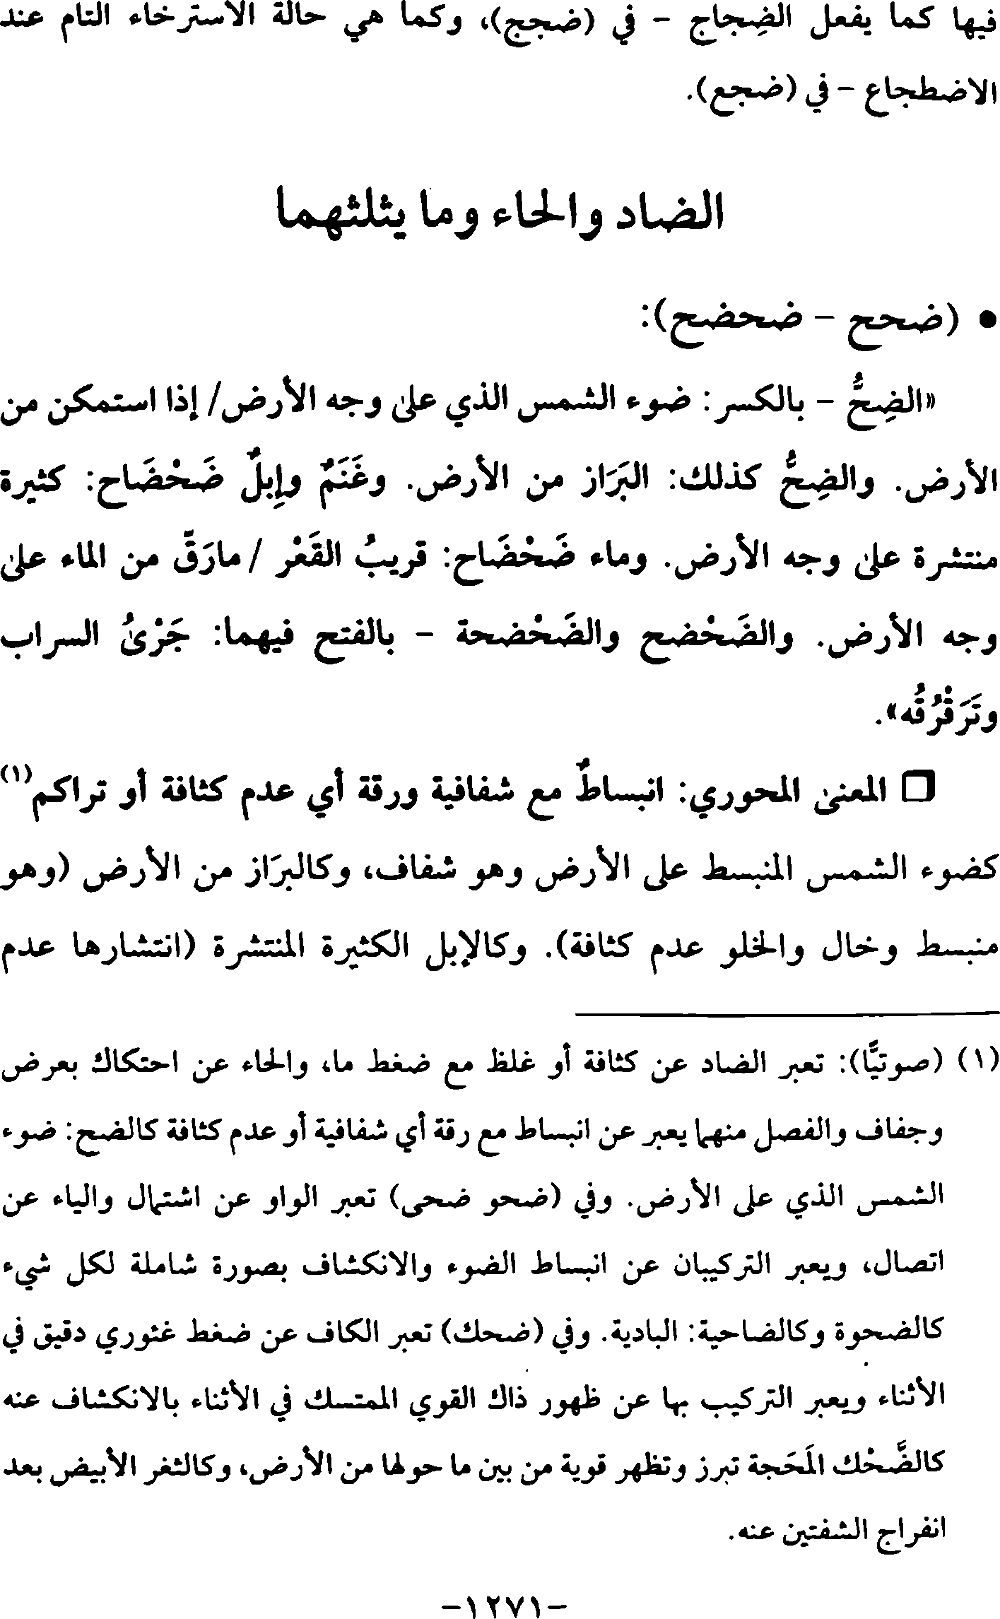 فيها كما يفعل الضِجاج - في (ضجج)، وكما هي حالة الاسترخاء التام عند
الاضطجاع - في (ضجع).
الضاد والحاء وما يثلثهما
• (ضحح - ضحضح):
«الضِحُّ - بالكسر: ضوء الشمس الذي على وجه الأرض/ إذا استمكن من
الأرض. والضِحُّ كذلك: البَرَاز من الأرض. وغَنَمٌ وإبلٌ ضَحْضَاح: كثيرة
منتشرة على وجه الأرض. وماء ضَحْضَاح: قريبُ القَعْر /مارَقَّ من الماء على
وجه الأرض. والضَحْضح والضَحْضحة - بالفتح فيهما: جَرْىُ السراب
وتَرَقْرُقُه».
❑ المعنى المحوري: انبساطٌ مع شفافية ورقة أي عدم كثافة أو تراكم(١)
كضوء الشمس المنبسط على الأرض وهو شفاف، وكالبرَاز من الأرض (وهو
منبسط وخال والخلو عدم كثافة). وكالإبل الكثيرة المنتشرة (انتشارها عدم
(١) (صوتيًّا): تعبر الضاد عن كثافة أو غلظ مع ضغط ما، والحاء عن احتكاك بعرض
وجفاف والفصل منهما يعبر عن انبساط مع رقة أي شفافية أو عدم كثافة كالضح: ضوء
الشمس الذي على الأرض. وفي (ضحو ضحى) تعبر الواو عن اشتمال والياء عن
اتصال، ويعبر التركيبان عن انبساط الضوء والانكشاف بصورة شاملة لكل شيء
كالضحوة وكالضاحية: البادية. وفي (ضحك) تعبر الكاف عن ضغط غئوري دقيق في
الأثناء ويعبر التركيب بها عن ظهور ذاك القوي الممتسك في الأثناء بالانكشاف عنه
كالضَّحْك المَحَجة تبرز وتظهر قوية من بين ما حولها من الأرض، وكالثغر الأبيض بعد
انفراج الشفتين عنه.
-١٢٧١-